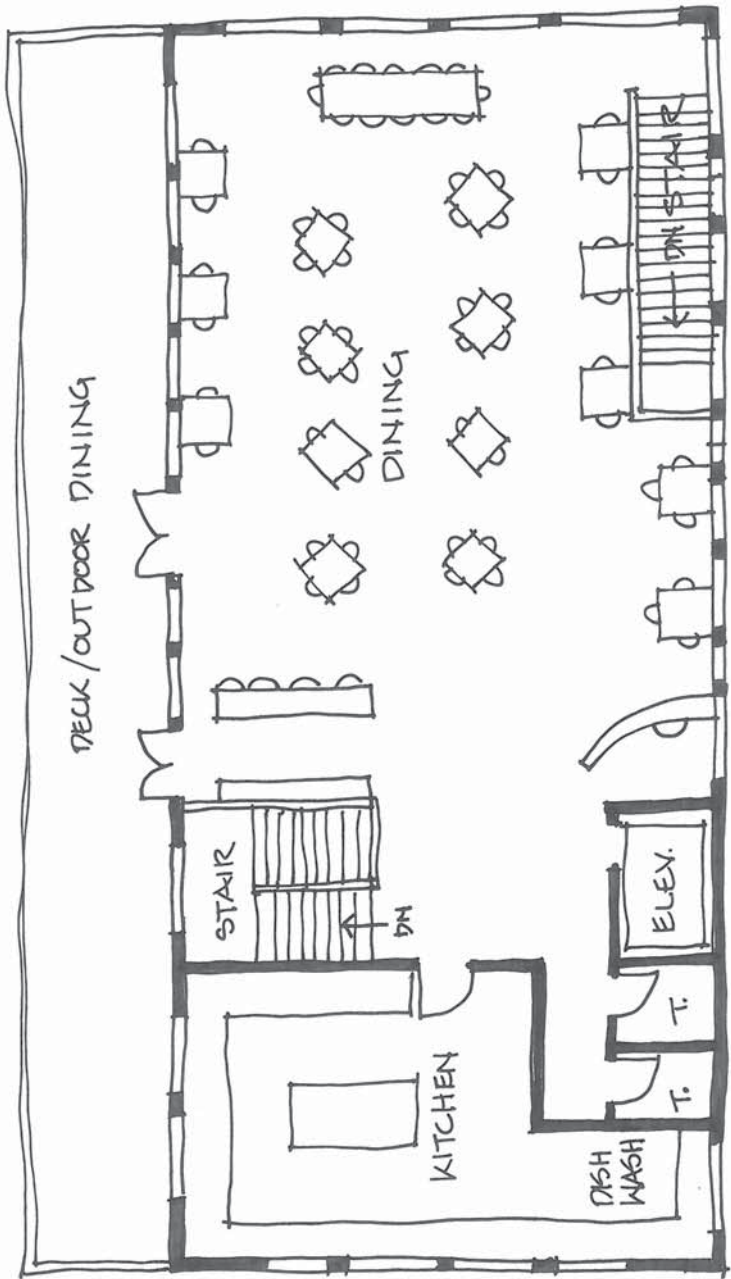 DECK/OUTDOOR DINING
DINING
DN STAIR
STAIR
DN
ELEV.
T.
T.
KITCHEN
DISH
WASH